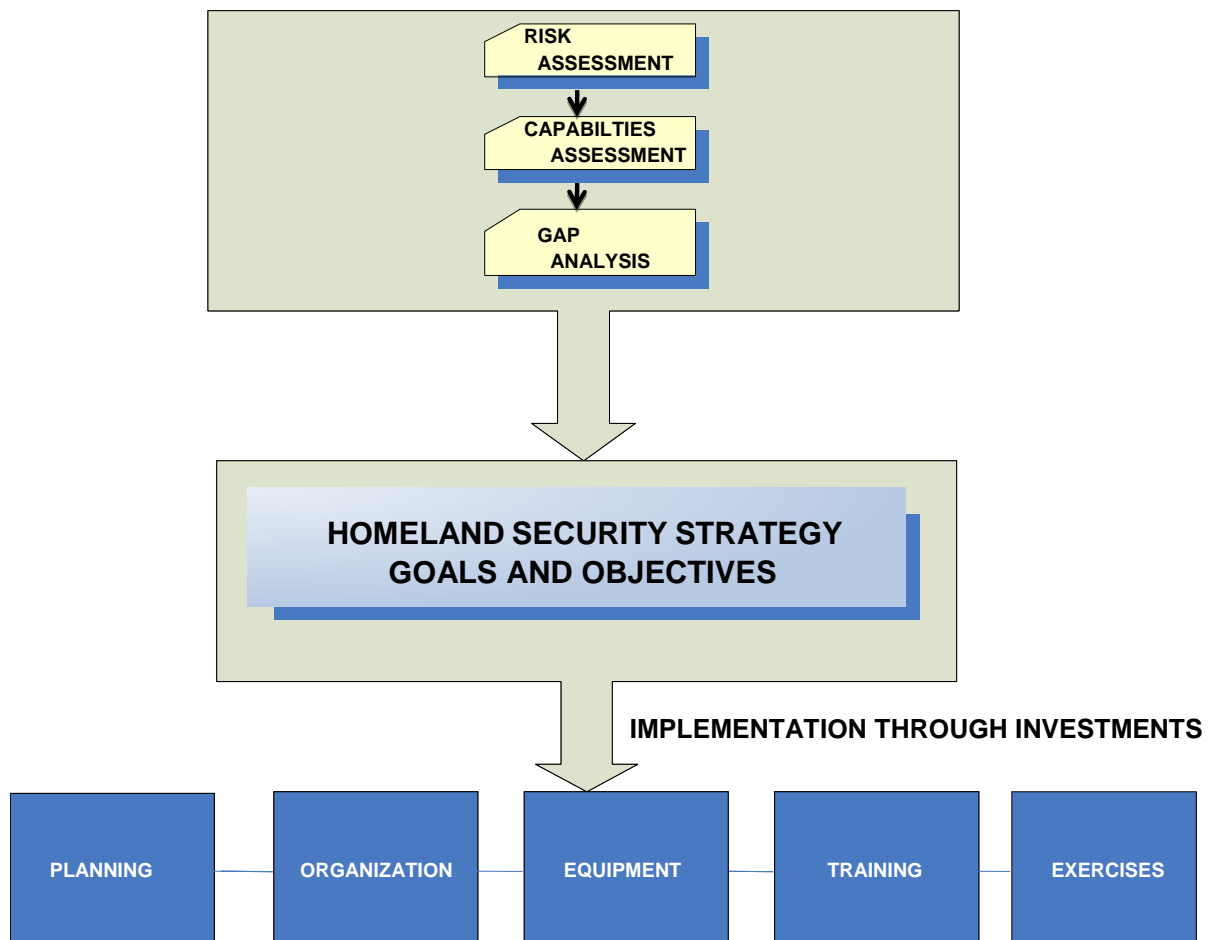 RISK
ASSESSMENT
CAPABILTIES
ASSESSMENT
GAP
ANALYSIS
HOMELAND SECURITY STRATEGY
GOALS AND OBJECTIVES
IMPLEMENTATION THROUGH INVESTMENTS
PLANNING
ORGANIZATION
EQUIPMENT
TRAINING
EXERCISES